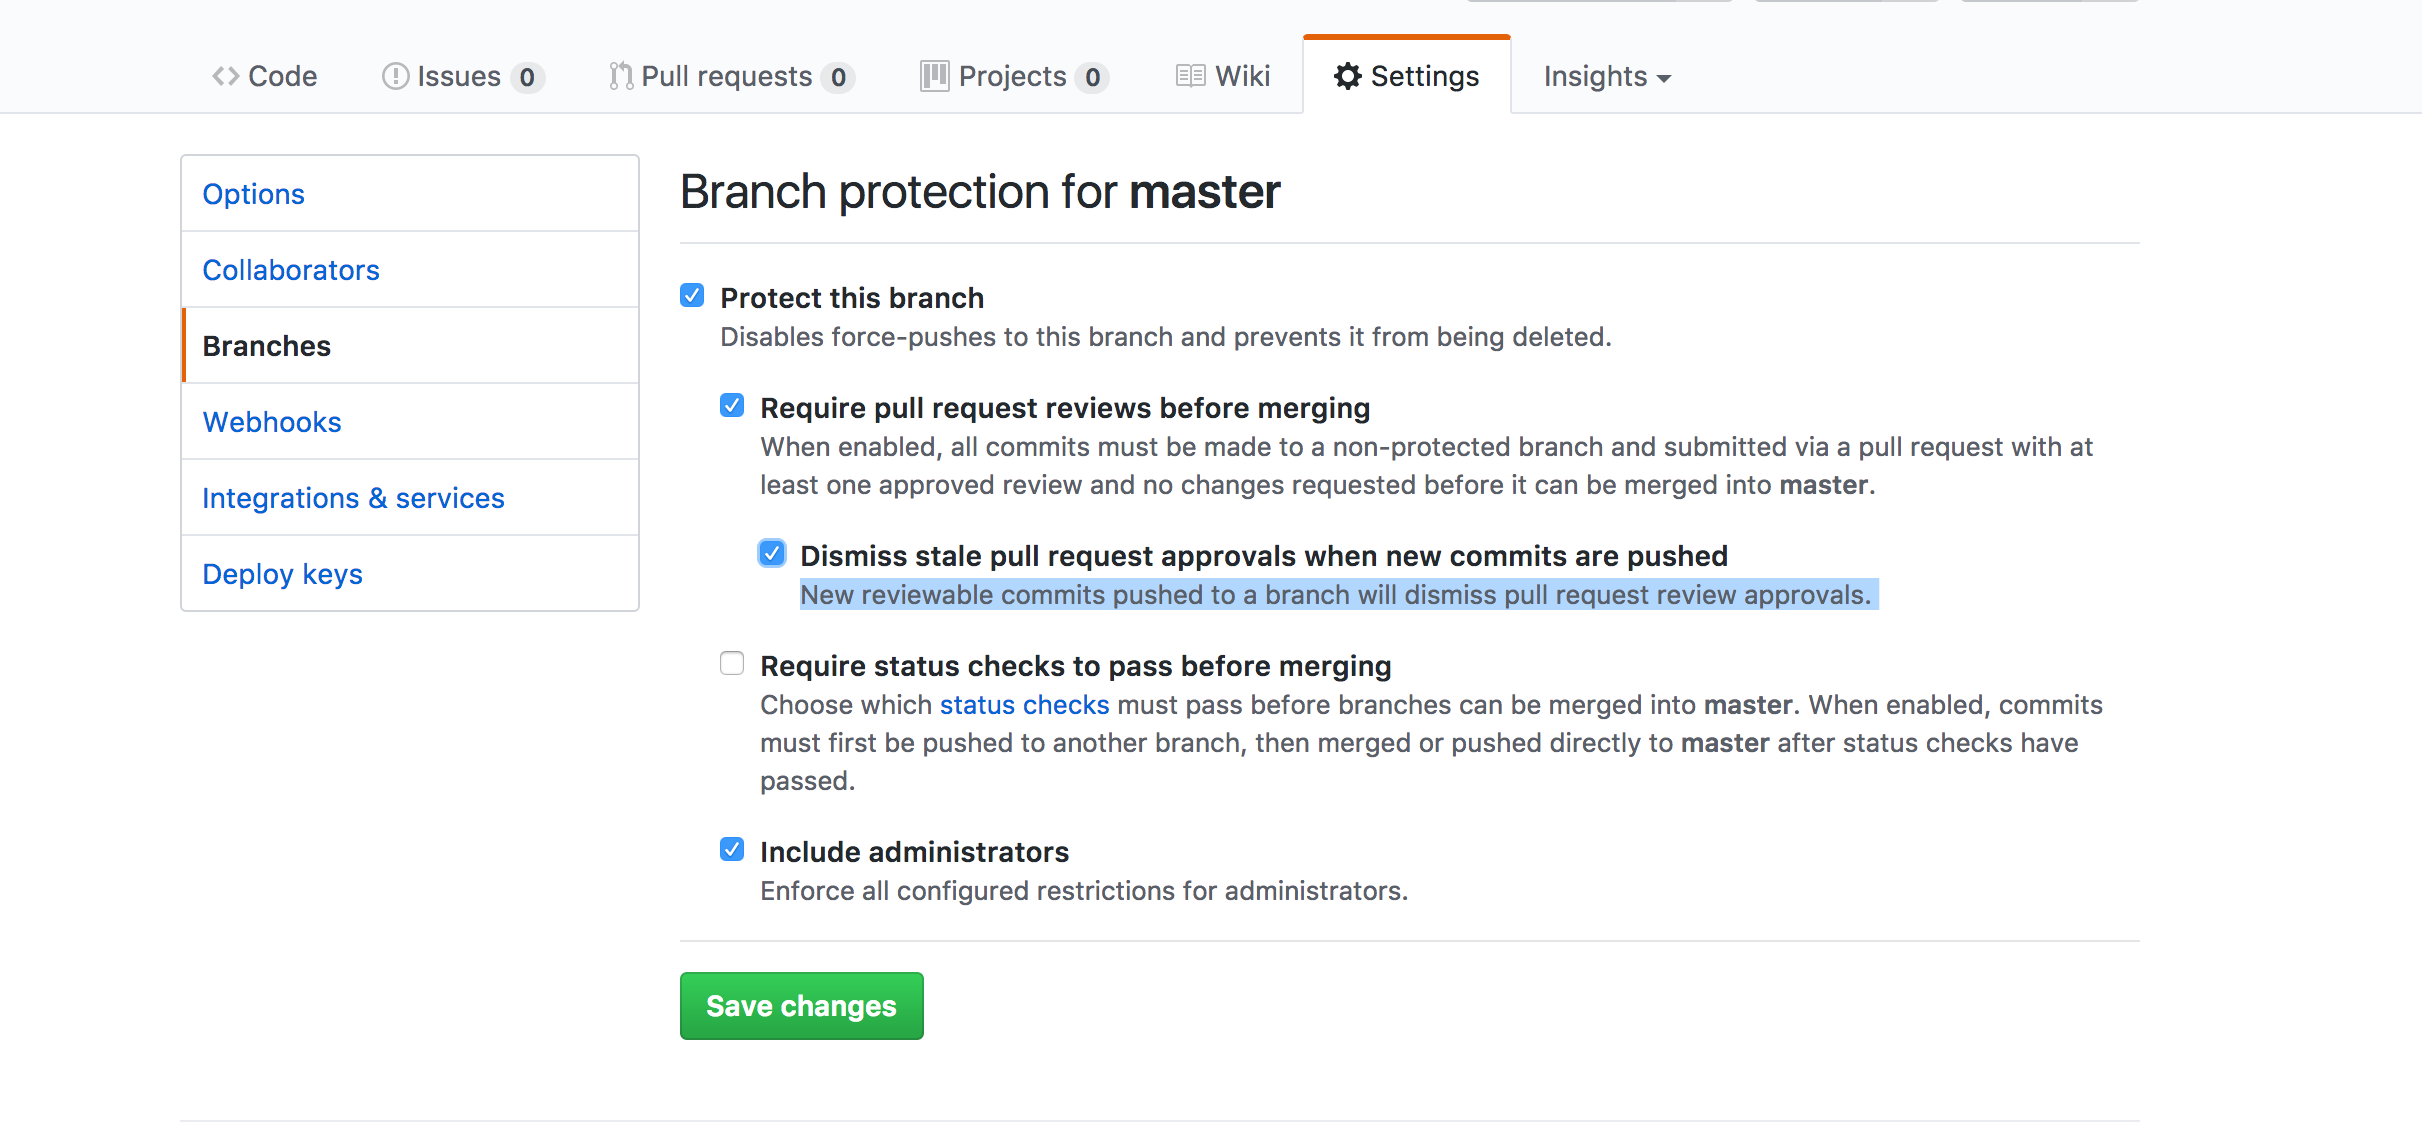 Code Issues 0 Pull requests 0 Projects 0 Wiki Settings Insights
Options
Collaborators
Branches
Webhooks
Integrations & services
Deploy keys
Branch protection for master
Protect this branch
Disables force-pushes to this branch and prevents it from being deleted.
Require pull request reviews before merging
When enabled, all commits must be made to a non-protected branch and submitted via a pull request with at
least one approved review and no changes requested before it can be merged into master.
Dismiss stale pull request approvals when new commits are pushed
New reviewable commits pushed to a branch will dismiss pull request review approvals.
Require status checks to pass before merging
Choose which status checks must pass before branches can be merged into master. When enabled, commits
must first be pushed to another branch, then merged or pushed directly to master after status checks have
passed.
Include administrators
Enforce all configured restrictions for administrators.
Save changes